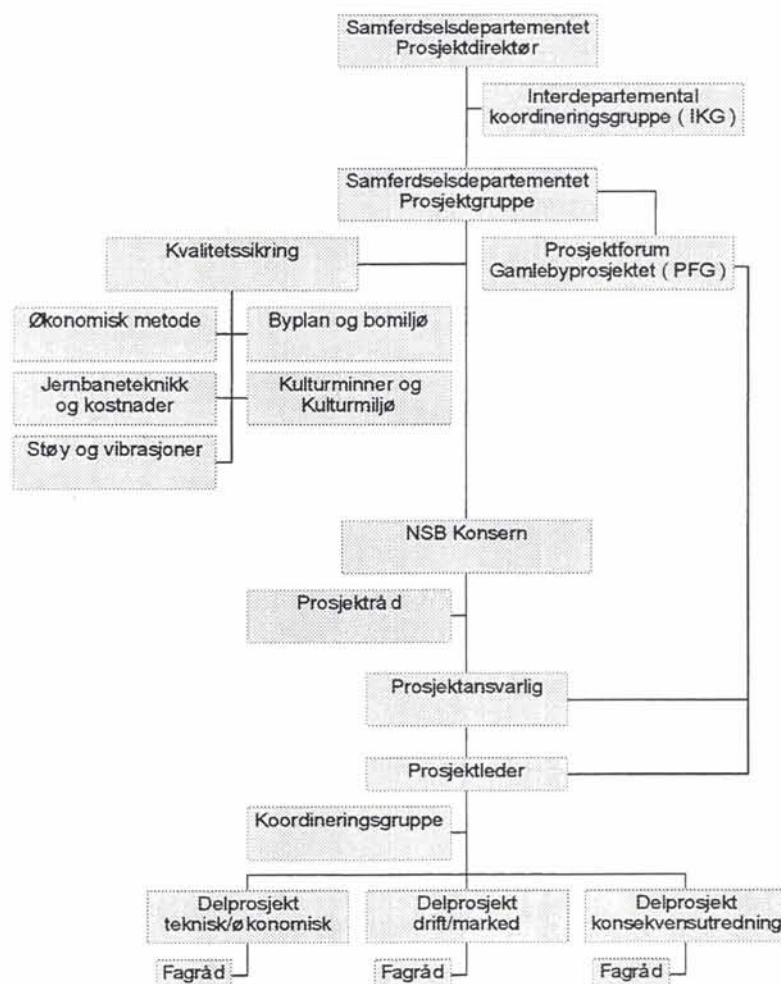 Samferdselsdepartementet
Prosjektdirektør
Interdepartemental
koordineringsgruppe ( IKG )
Samferdselsdepartementet
Prosjektgruppe
Kvalitetssikring
Prosjektforum
Gamlebyprosjektet ( PFG )
Økonomisk metode
Byplan og bomiljø
Jernbaneteknikk
og kostnader
Kulturminner og
Kulturmiljø
Støy og vibrasjoner
NSB Konsern
Prosjektråd
Prosjektansvarlig
Prosjektleder
Koordineringsgruppe
Delprosjekt
teknisk/økonomisk
Delprosjekt
drift/marked
Delprosjekt
konsekvensutredning
Fagråd
Fagråd
Fagråd